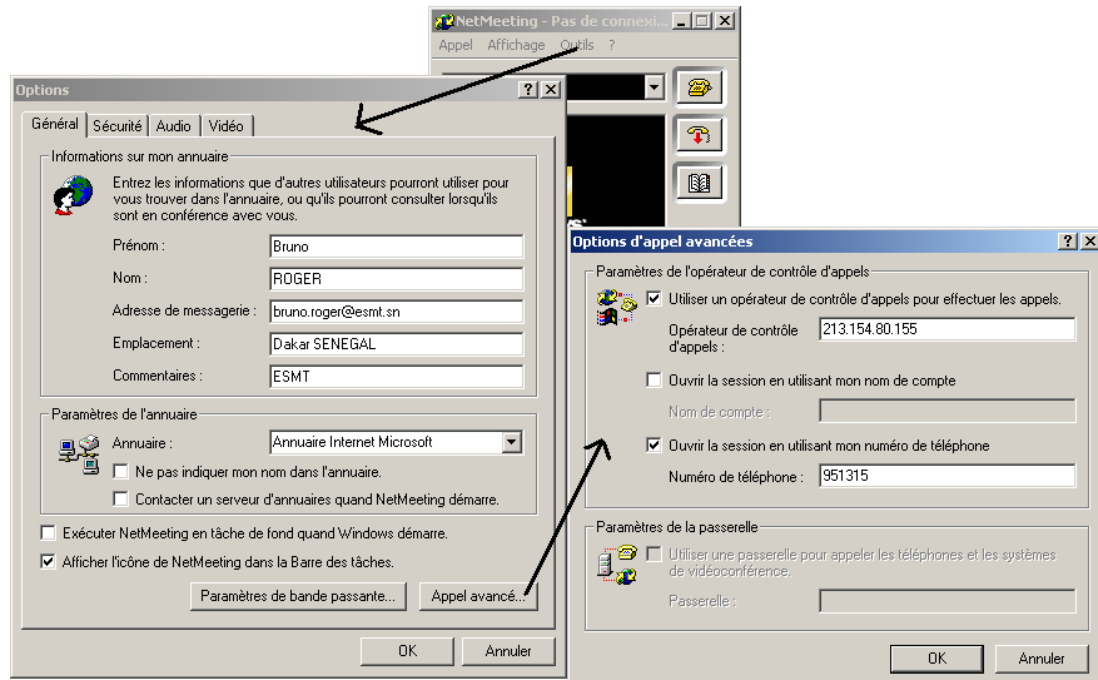 NetMeeting - Pas de connexi...
Appel Affichage Outils ?
Options
Général Sécurité Audio Vidéo
Informations sur mon annuaire
Entrez les informations que d'autres utilisateurs pourront utiliser pour
vous trouver dans l'annuaire, ou qu'ils pourront consulter lorsqu'ils
sont en conférence avec vous.
Prénom : Bruno
Nom : ROGER
Adresse de messagerie : bruno.roger@esmt.sn
Emplacement : Dakar SENEGAL
Commentaires : ESMT
Paramètres de l'annuaire
Annuaire : Annuaire Internet Microsoft
Ne pas indiquer mon nom dans l'annuaire.
Contacter un serveur d'annuaires quand NetMeeting démarre.
Exécuter NetMeeting en tâche de fond quand Windows démarre.
Afficher l'icône de NetMeeting dans la Barre des tâches.
Paramètres de bande passante... Appel avancé...
OK Annuler
Options d'appel avancées
Paramètres de l'opérateur de contrôle d'appels
Utiliser un opérateur de contrôle d'appels pour effectuer les appels.
Opérateur de contrôle 213.154.80.155
d'appels :
Ouvrir la session en utilisant mon nom de compte
Nom de compte :
Ouvrir la session en utilisant mon numéro de téléphone
Numéro de téléphone : 951315
Paramètres de la passerelle
Utiliser une passerelle pour appeler les téléphones et les systèmes
de vidéoconférence.
Passerelle :
OK Annuler